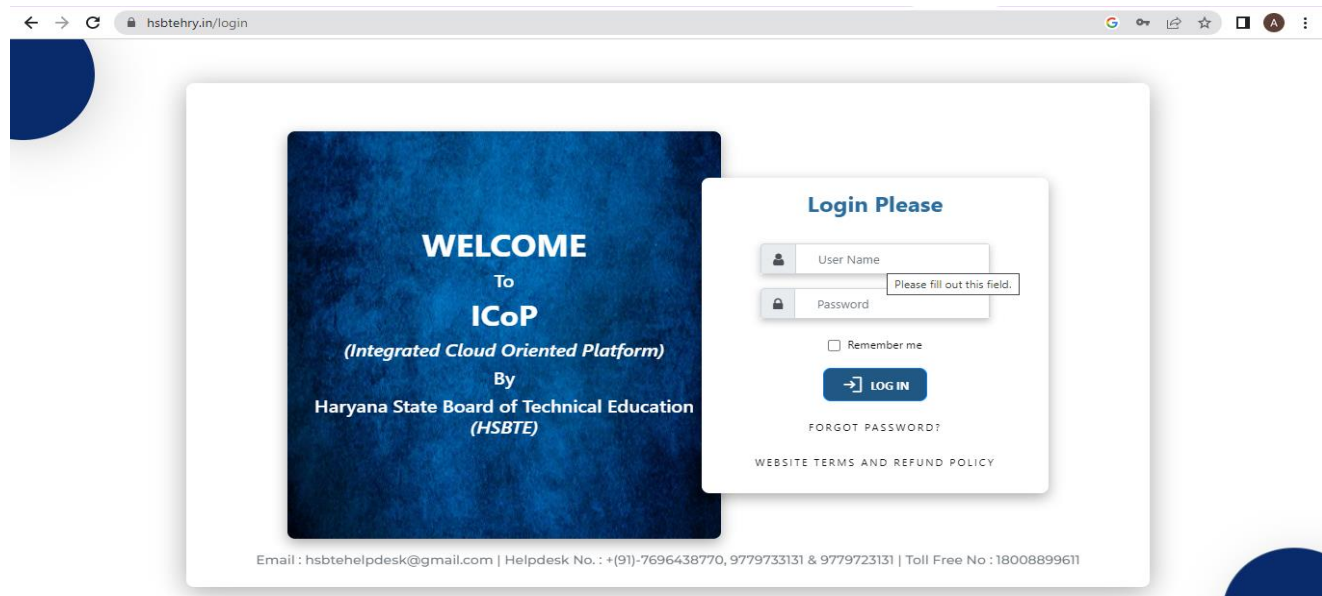 hsbtehry.in/login
A
WELCOME
To
ICoP
(Integrated Cloud Oriented Platform)
By
Haryana State Board of Technical Education
(HSBTE)
Login Please
User Name
Please fill out this field.
Password
Remember me
LOG IN
FORGOT PASSWORD?
WEBSITE TERMS AND REFUND POLICY
Email : hsbtehelpdesk@gmail.com | Helpdesk No. : +(91)-7696438770, 9779733131 & 9779723131 | Toll Free No : 18008899611